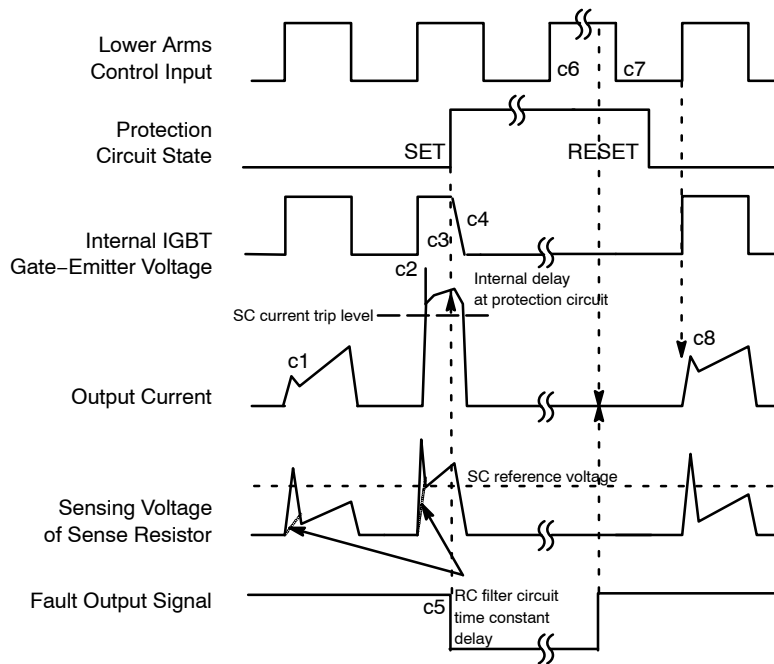 Lower Arms
Control Input
c6
c7
Protection
Circuit State
SET
RESET
Internal IGBT
Gate−Emitter Voltage
c3
c4
c2
Internal delay
at protection circuit
SC current trip level
c1
c8
Output Current
SC reference voltage
Sensing Voltage
of Sense Resistor
Fault Output Signal
c5
RC filter circuit
time constant
delay